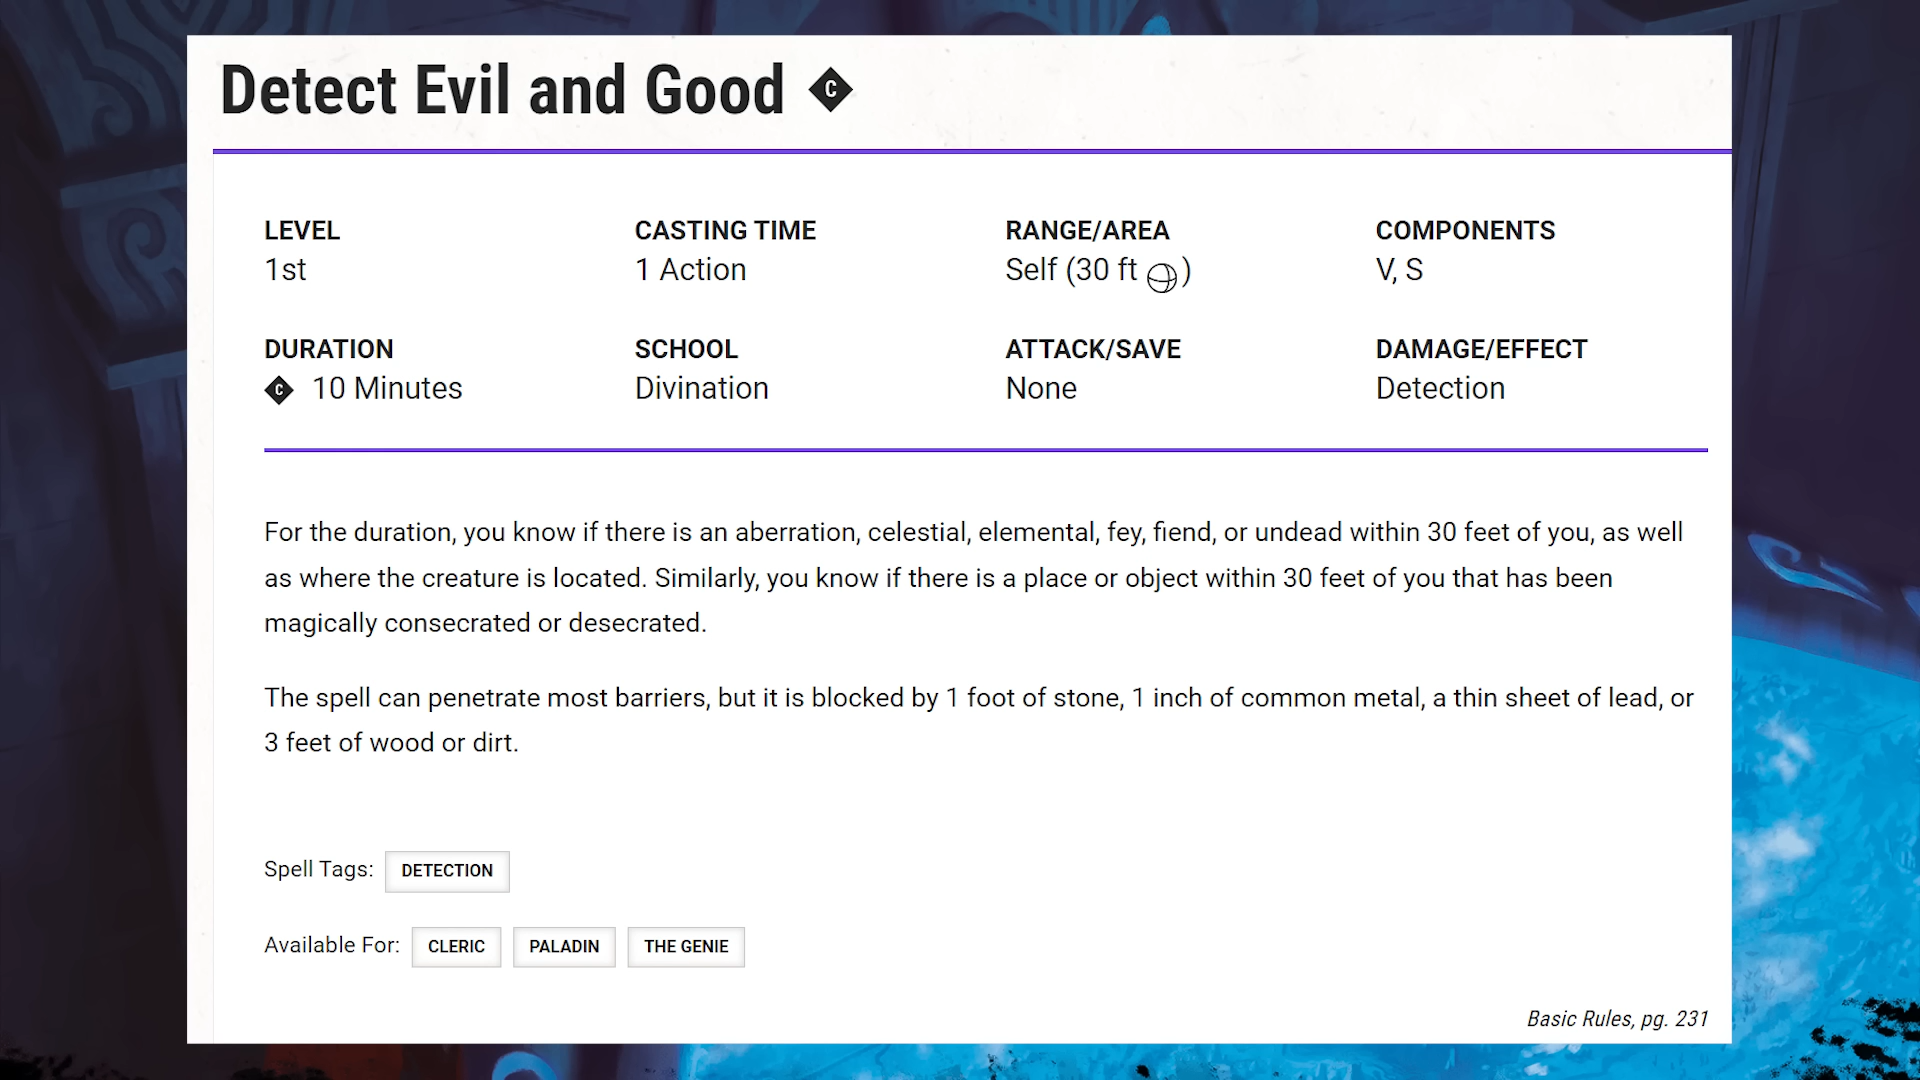 Detect Evil and Good C
LEVEL
1st
CASTING TIME
1 Action
RANGE/AREA
Self (30 ft )
COMPONENTS
V, S
DURATION
C 10 Minutes
SCHOOL
Divination
ATTACK/SAVE
None
DAMAGE/EFFECT
Detection
For the duration, you know if there is an aberration, celestial, elemental, fey, fiend, or undead within 30 feet of you, as well
as where the creature is located. Similarly, you know if there is a place or object within 30 feet of you that has been
magically consecrated or desecrated.
The spell can penetrate most barriers, but it is blocked by 1 foot of stone, 1 inch of common metal, a thin sheet of lead, or
3 feet of wood or dirt.
Spell Tags: DETECTION
Available For: CLERIC PALADIN THE GENIE
Basic Rules, pg. 231